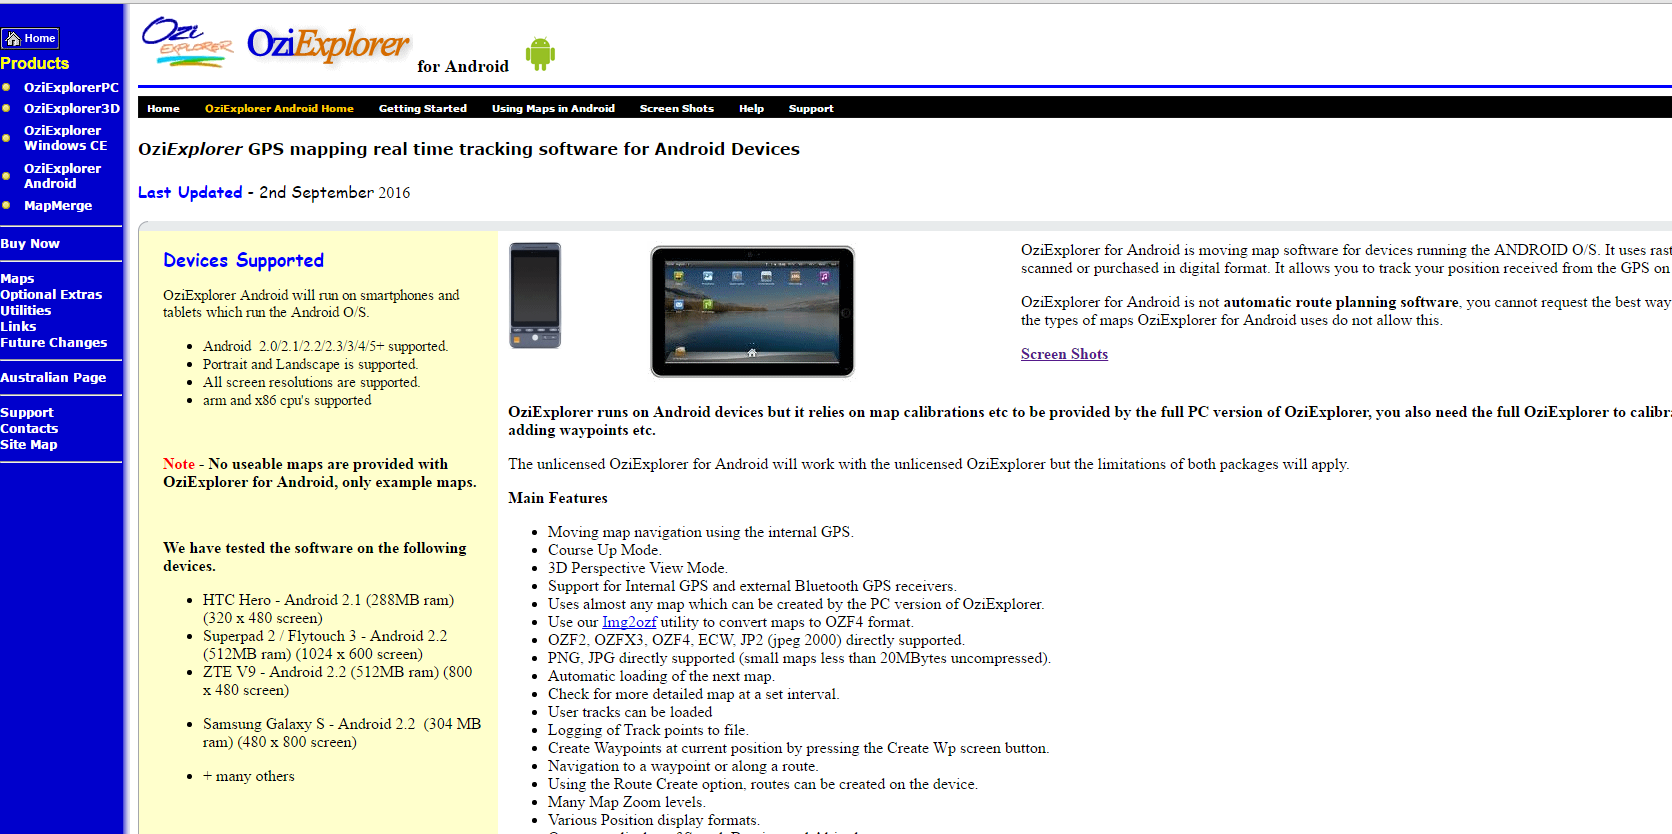 Home
Products
OziExplorerPC
OziExplorer3D
OziExplorer
Windows CE
OziExplorer
Android
MapMerge
Buy Now
Maps
Optional Extras
Utilities
Links
Future Changes
Australian Page
Support
Contacts
Site Map
Ozi
EXPLORER
OziExplorer for Android
Home OziExplorer Android Home Getting Started Using Maps in Android Screen Shots Help Support
OziExplorer GPS mapping real time tracking software for Android Devices
Last Updated - 2nd September 2016
Devices Supported
OziExplorer Android will run on smartphones and
tablets which run the Android O/S.
Android 2.0/2.1/2.2/2.3/3/4/5+ supported.
Portrait and Landscape is supported.
All screen resolutions are supported.
arm and x86 cpu's supported
Note - No useable maps are provided with
OziExplorer for Android, only example maps.
We have tested the software on the following
devices.
HTC Hero - Android 2.1 (288MB ram)
(320 x 480 screen)
Superpad 2 / Flytouch 3 - Android 2.2
(512MB ram) (1024 x 600 screen)
ZTE V9 - Android 2.2 (512MB ram) (800
x 480 screen)
Samsung Galaxy S - Android 2.2 (304 MB
ram) (480 x 800 screen)
+ many others
OziExplorer for Android is moving map software for devices running the ANDROID O/S. It uses rast
scanned or purchased in digital format. It allows you to track your position received from the GPS on
OziExplorer for Android is not automatic route planning software, you cannot request the best way
the types of maps OziExplorer for Android uses do not allow this.
Screen Shots
OziExplorer runs on Android devices but it relies on map calibrations etc to be provided by the full PC version of OziExplorer, you also need the full OziExplorer to calibra
adding waypoints etc.
The unlicensed OziExplorer for Android will work with the unlicensed OziExplorer but the limitations of both packages will apply.
Main Features
Moving map navigation using the internal GPS.
Course Up Mode.
3D Perspective View Mode.
Support for Internal GPS and external Bluetooth GPS receivers.
Uses almost any map which can be created by the PC version of OziExplorer.
Use our Img2ozf utility to convert maps to OZF4 format.
OZF2, OZFX3, OZF4, ECW, JP2 (jpeg 2000) directly supported.
PNG, JPG directly supported (small maps less than 20MBytes uncompressed).
Automatic loading of the next map.
Check for more detailed map at a set interval.
User tracks can be loaded
Logging of Track points to file.
Create Waypoints at current position by pressing the Create Wp screen button.
Navigation to a waypoint or along a route.
Using the Route Create option, routes can be created on the device.
Many Map Zoom levels.
Various Position display formats.